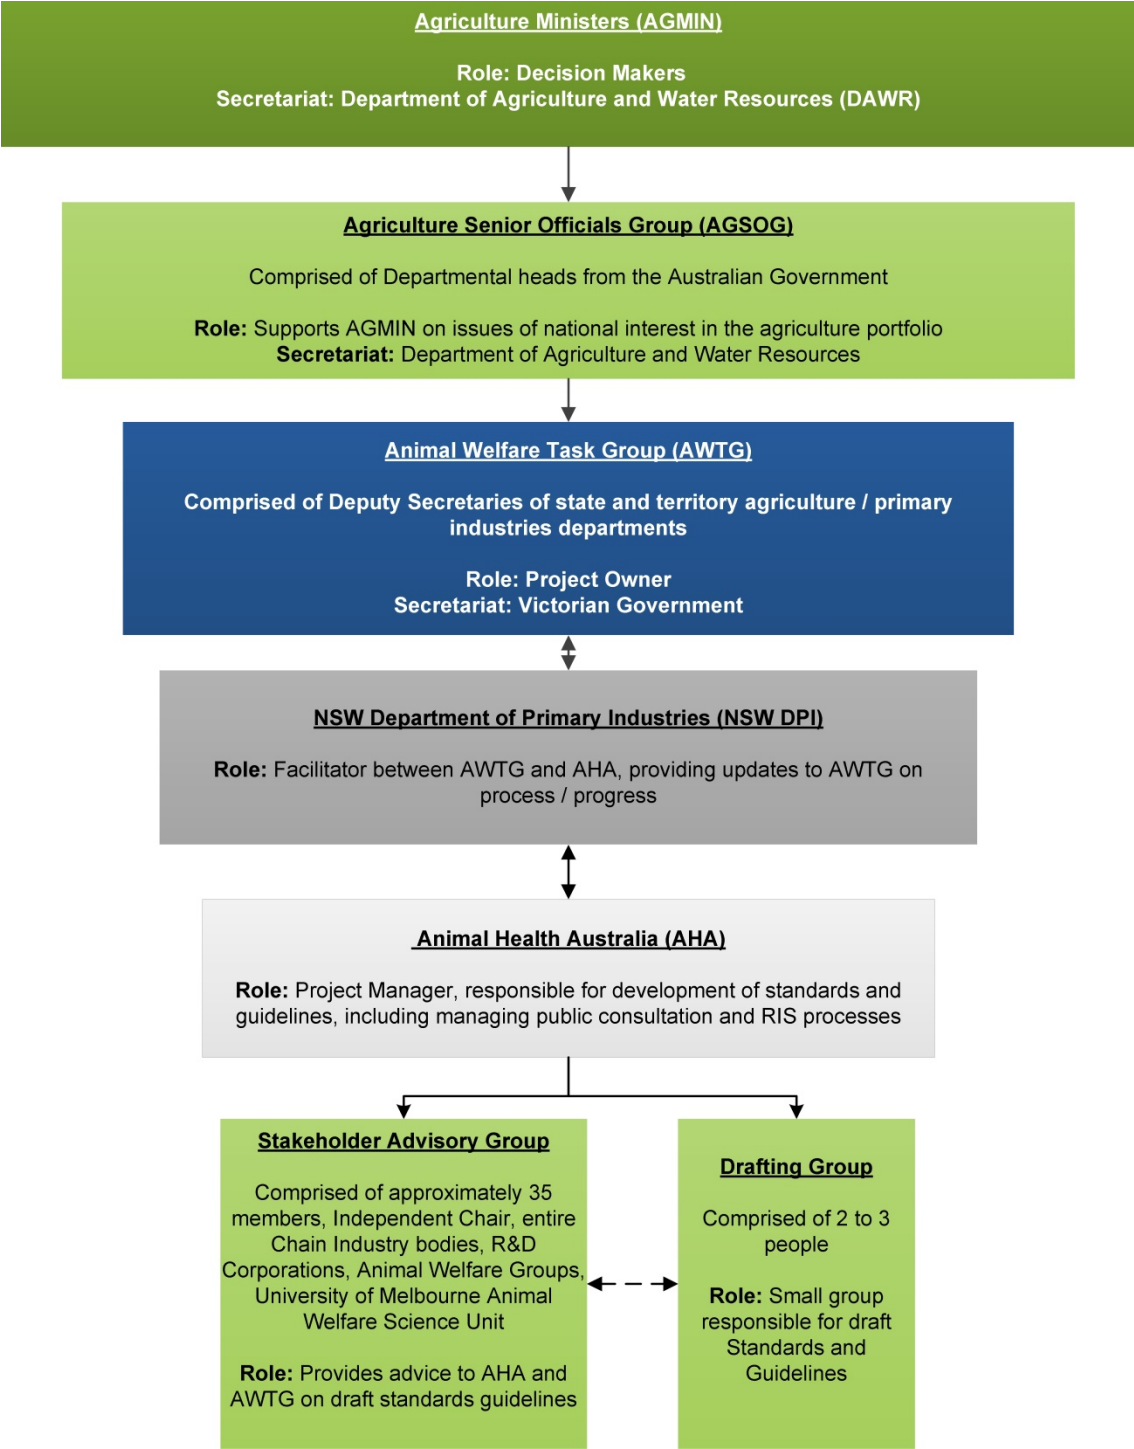 Agriculture Ministers (AGMIN)
Role: Decision Makers
Secretariat: Department of Agriculture and Water Resources (DAWR)
Agriculture Senior Officials Group (AGSOG)
Comprised of Departmental heads from the Australian Government
Role: Supports AGMIN on issues of national interest in the agriculture portfolio
Secretariat: Department of Agriculture and Water Resources
Animal Welfare Task Group (AWTG)
Comprised of Deputy Secretaries of state and territory agriculture / primary
industries departments
Role: Project Owner
Secretariat: Victorian Government
NSW Department of Primary Industries (NSW DPI)
Role: Facilitator between AWTG and AHA, providing updates to AWTG on
process / progress
Animal Health Australia (AHA)
Role: Project Manager, responsible for development of standards and
guidelines, including managing public consultation and RIS processes
Stakeholder Advisory Group
Comprised of approximately 35
members, Independent Chair, entire
Chain Industry bodies, R&D
Corporations, Animal Welfare Groups,
University of Melbourne Animal
Welfare Science Unit
Role: Provides advice to AHA and
AWTG on draft standards guidelines
Drafting Group
Comprised of 2 to 3
people
Role: Small group
responsible for draft
Standards and
Guidelines